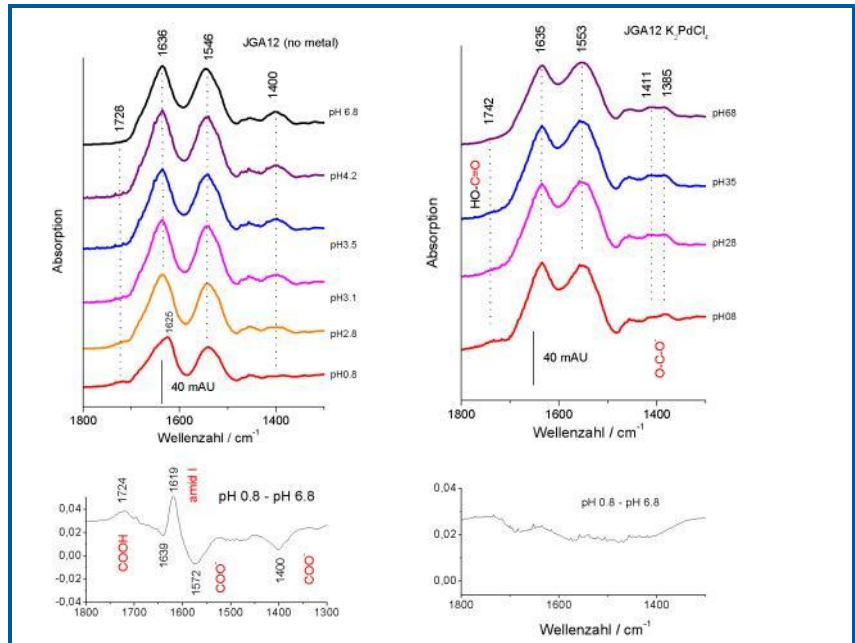 JGA12 (no metal)
1728
1636
1546
1400
pH 6.8
pH4.2
pH3.5
pH3.1
pH2.8
pH0.8
1625
40 mAU
Absorption
1800
1600
1400
Wellenzahl / cm⁻¹
JGA12 K₂PdCl₄
1742
1635
1553
1411
1385
HO-C=O
pH68
pH35
pH28
pH08
40 mAU
O-C-O⁻
Absorption
1800
1600
1400
Wellenzahl / cm⁻¹
pH 0.8 - pH 6.8
1724
1619
amid I
COOH
1639
1572
COO⁻
1400
COO⁻
0,04
0,02
0,00
-0,02
-0,04
1800
1700
1600
1500
1400
1300
pH 0.8 - pH 6.8
0,04
0,02
0,00
1800
1600
1400